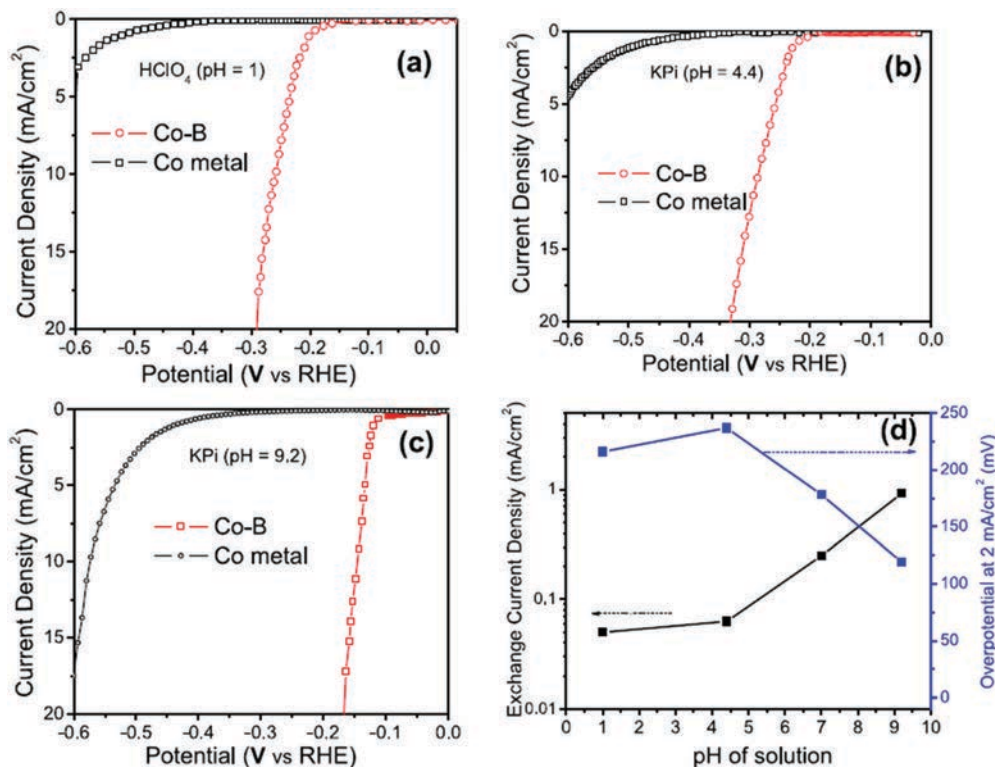 (a)
HClO₄ (pH = 1)
Co-B
Co metal
Current Density (mA/cm²)
0
5
10
15
20
-0.6 -0.5 -0.4 -0.3 -0.2 -0.1 0.0
Potential (V vs RHE)
(b)
KPi (pH = 4.4)
Co-B
Co metal
Current Density (mA/cm²)
0
5
10
15
20
-0.6 -0.5 -0.4 -0.3 -0.2 -0.1 0.0
Potential (V vs RHE)
(c)
KPi (pH = 9.2)
Co-B
Co metal
Current Density (mA/cm²)
0
5
10
15
20
-0.6 -0.5 -0.4 -0.3 -0.2 -0.1 0.0
Potential (V vs RHE)
(d)
Exchange Current Density (mA/cm²)
1
0.1
0.01
0 1 2 3 4 5 6 7 8 9 10
pH of solution
250
200
150
100
50
0
Overpotential at 2 mA/cm² (mV)